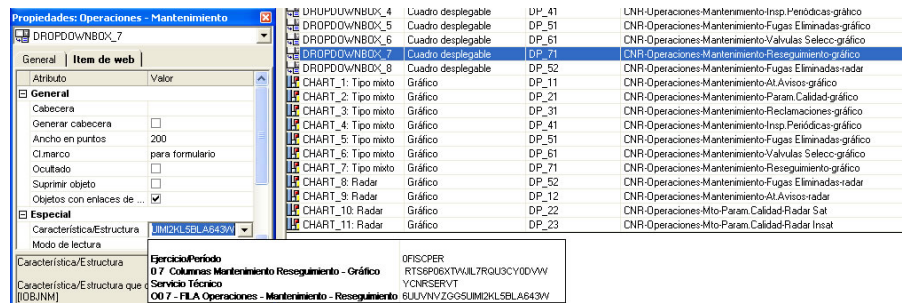 Propiedades: Operaciones - Mantenimiento
DROPDOWNBOX_7
General
Item de web
Atributo Valor
General
Cabecera
Generar cabecera
Ancho en puntos 200
Cl.marco para formulario
Ocultado
Suprimir objeto
Objetos con enlaces de ...
Especial
Característica/Estructura UIMI2KL5BLA643W
Modo de lectura
Característica/Estructura
Característica/Estructura que
[IOBJNM]
Ejercicio/Período 0FISCPER
0 7 Columnas Mantenimiento Reseguimiento - Gráfico RTS6P06XTWJL7RQU3CY0DVW
Servicio Técnico YCNRSERVT
OO 7 - FILA Operaciones - Mantenimiento - Reseguimiento 6UUVNVZGG5UIMI2KL5BLA643W
DROPDOWNBOX_4 Cuadro desplegable DP_41 CNR-Operaciones-Mantenimiento-Insp.Periódicas-gráfico
DROPDOWNBOX_5 Cuadro desplegable DP_51 CNR-Operaciones-Mantenimiento-Fugas Eliminadas-gráfico
DROPDOWNBOX_6 Cuadro desplegable DP_61 CNR-Operaciones-Mantenimiento-Valvulas Selecc-gráfico
DROPDOWNBOX_7 Cuadro desplegable DP_71 CNR-Operaciones-Mantenimiento-Reseguimiento-gráfico
DROPDOWNBOX_8 Cuadro desplegable DP_52 CNR-Operaciones-Mantenimiento-Fugas Eliminadas-radar
CHART_1: Tipo mixto Gráfico DP_11 CNR-Operaciones-Mantenimiento-At.Avisos-gráfico
CHART_2: Tipo mixto Gráfico DP_21 CNR-Operaciones-Mantenimiento-Param.Calidad-gráfico
CHART_3: Tipo mixto Gráfico DP_31 CNR-Operaciones-Mantenimiento-Reclamaciones-gráfico
CHART_4: Tipo mixto Gráfico DP_41 CNR-Operaciones-Mantenimiento-Insp.Periódicas-gráfico
CHART_5: Tipo mixto Gráfico DP_51 CNR-Operaciones-Mantenimiento-Fugas Eliminadas-gráfico
CHART_6: Tipo mixto Gráfico DP_61 CNR-Operaciones-Mantenimiento-Valvulas Selecc-gráfico
CHART_7: Tipo mixto Gráfico DP_71 CNR-Operaciones-Mantenimiento-Reseguimiento-gráfico
CHART_8: Radar Gráfico DP_52 CNR-Operaciones-Mantenimiento-Fugas Eliminadas-radar
CHART_9: Radar Gráfico DP_12 CNR-Operaciones-Mantenimiento-At.Avisos-radar
CHART_10: Radar Gráfico DP_22 CNR-Operaciones-Mto-Param.Calidad-Radar Sat
CHART_11: Radar Gráfico DP_23 CNR-Operaciones-Mto-Param.Calidad-Radar Insat